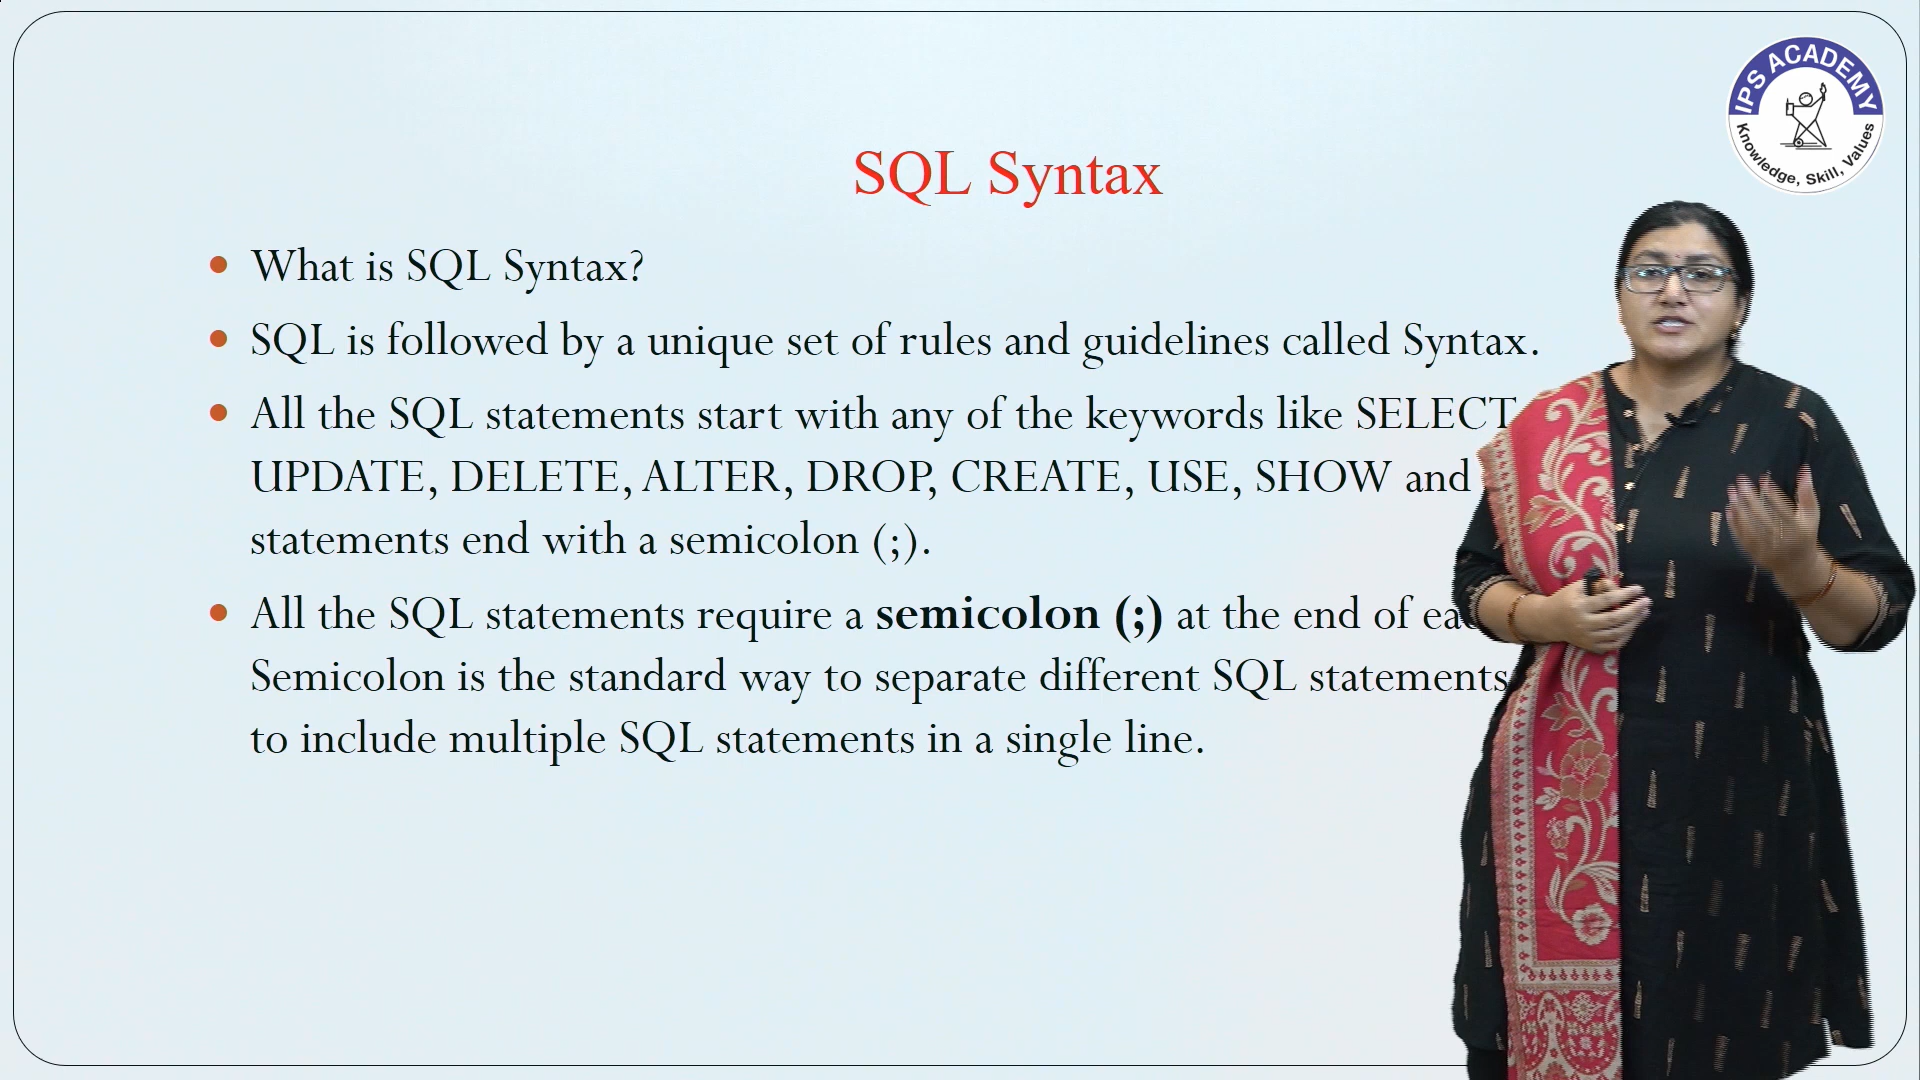 IPS ACADEMY
Knowledge, Skill, Values
SQL Syntax
• What is SQL Syntax?
• SQL is followed by a unique set of rules and guidelines called Syntax.
• All the SQL statements start with any of the keywords like SELECT
UPDATE, DELETE, ALTER, DROP, CREATE, USE, SHOW and
statements end with a semicolon (;).
• All the SQL statements require a semicolon (;) at the end of
Semicolon is the standard way to separate different SQL statements
to include multiple SQL statements in a single line.